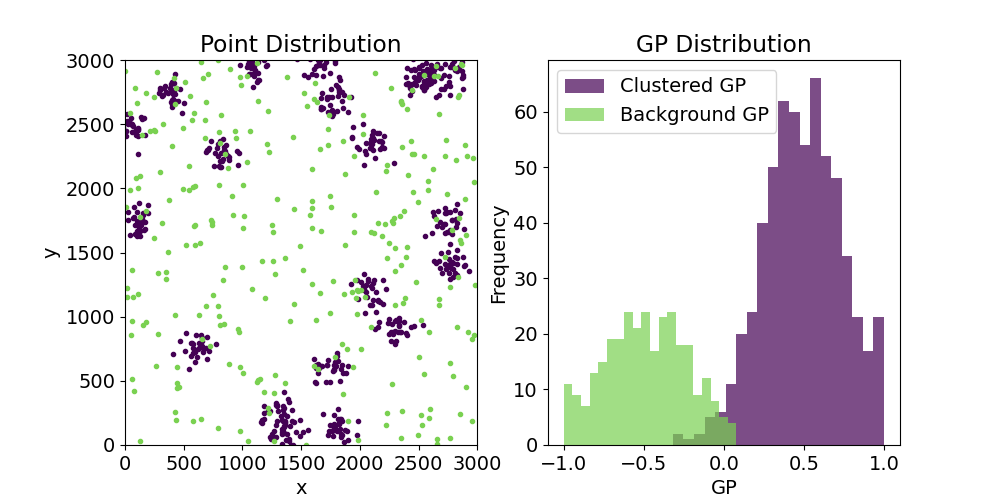 Point Distribution
3000
2500
2000
1500
1000
500
0
y
0 500 1000 1500 2000 2500 3000
x
GP Distribution
Clustered GP
Background GP
60
50
40
30
20
10
0
Frequency
−1.0 −0.5 0.0 0.5 1.0
GP